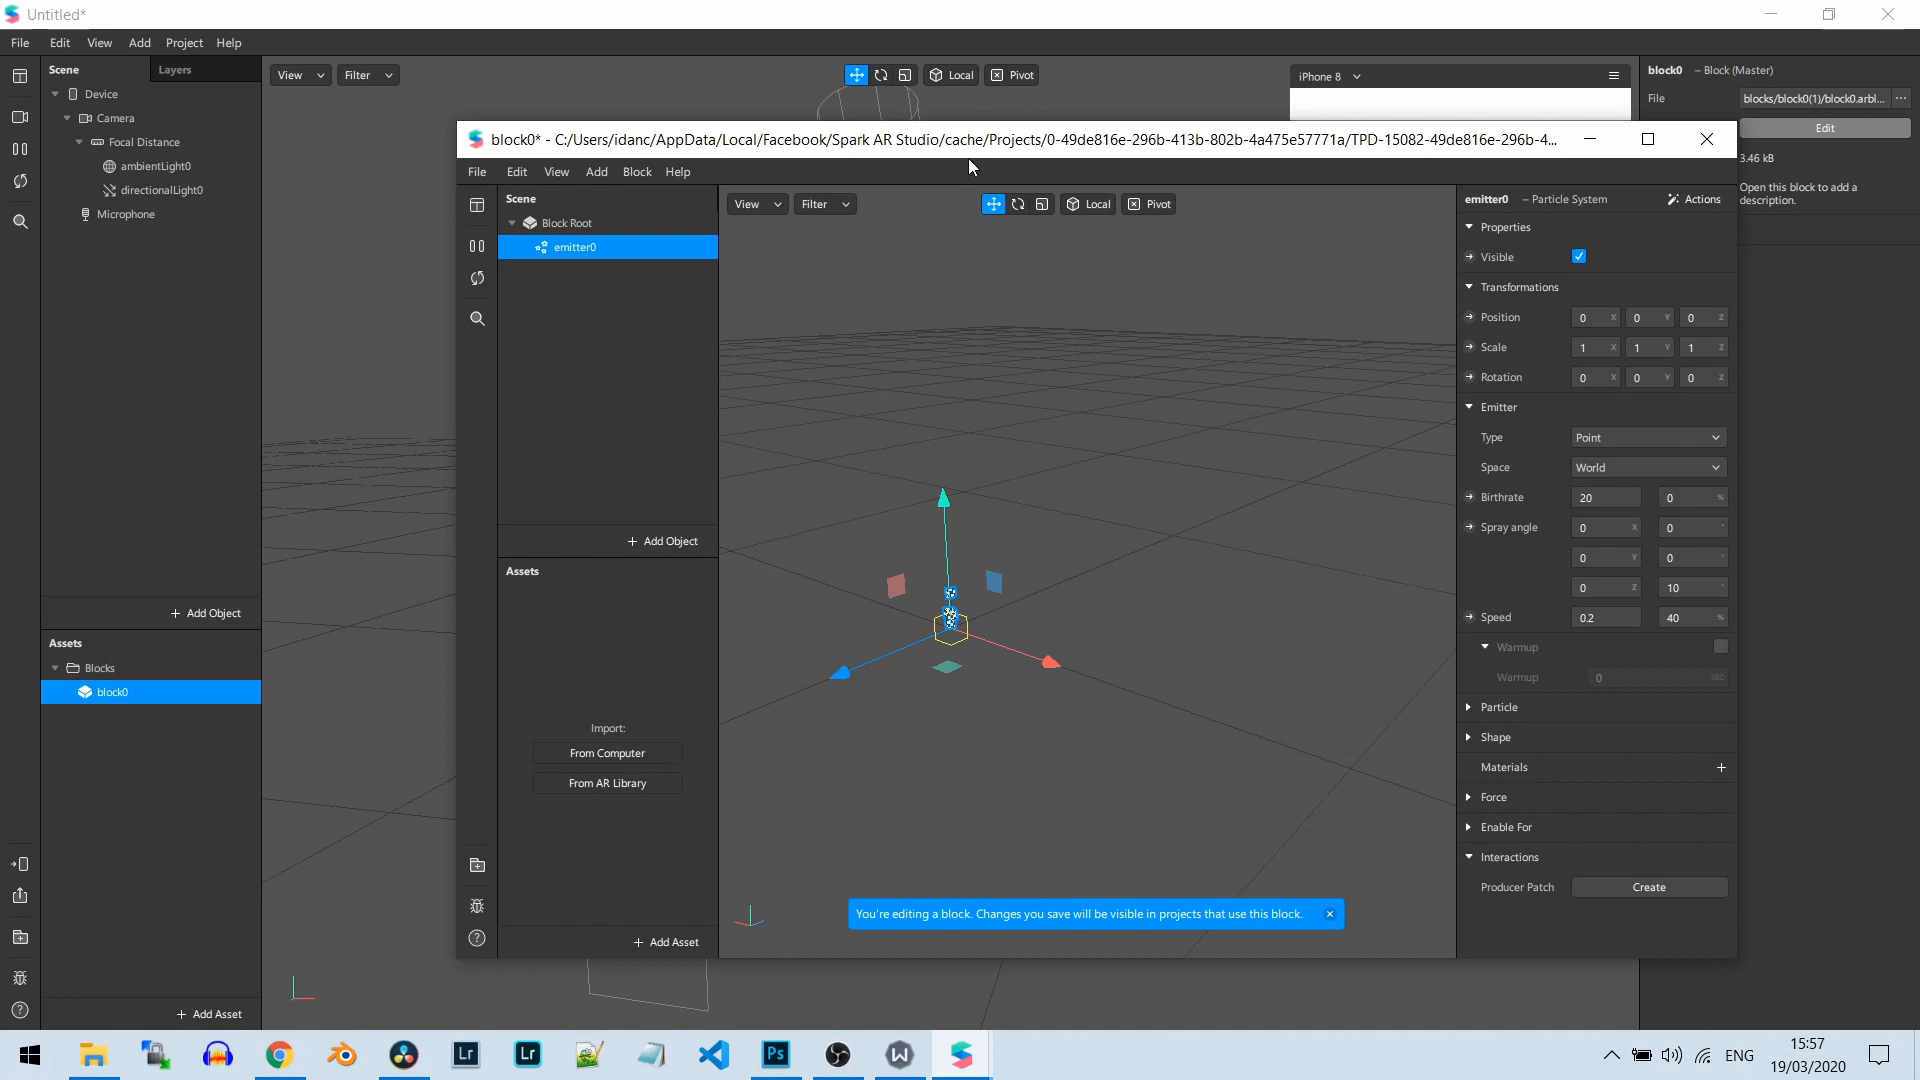 Untitled*
File Edit View Add Project Help
Scene Layers
Device
Camera
Focal Distance
ambientLight0
directionalLight0
Microphone
+ Add Object
Assets
Blocks
block0
+ Add Asset
View Filter
Local Pivot
iPhone 8
block0 – Block (Master)
File blocks/block0(1)/block0.arbl... ...
Edit
3.46 kB
Open this block to add a
description.
block0* - C:/Users/idanc/AppData/Local/Facebook/Spark AR Studio/cache/Projects/0-49de816e-296b-413b-802b-4a475e57771a/TPD-15082-49de816e-296b-4...
File Edit View Add Block Help
Scene
Block Root
emitter0
+ Add Object
Assets
Import:
From Computer
From AR Library
+ Add Asset
View Filter
Local Pivot
You're editing a block. Changes you save will be visible in projects that use this block.
emitter0 – Particle System Actions
Properties
Visible
Transformations
Position 0 X 0 Y 0 Z
Scale 1 X 1 Y 1 Z
Rotation 0 X 0 Y 0 Z
Emitter
Type Point
Space World
Birthrate 20 0 %
Spray angle 0 X 0 °
0 Y 0 °
0 Z 10 °
Speed 0.2 40 %
Warmup
Warmup 0 SEC
Particle
Shape
Materials +
Force
Enable For
Interactions
Producer Patch Create
Lr Lr Ps W
ENG
15:57
19/03/2020